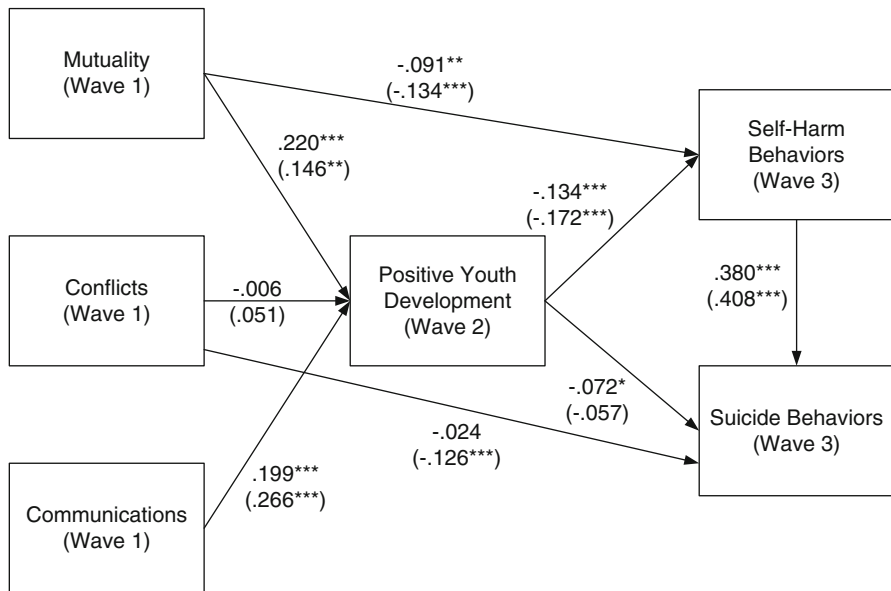 Mutuality
(Wave 1)
-.091**
(-.134***)
Self-Harm
Behaviors
(Wave 3)
.220***
(.146**)
-.134***
(-.172***)
Conflicts
(Wave 1)
-.006
(.051)
Positive Youth
Development
(Wave 2)
.380***
(.408***)
-.072*
(-.057)
Suicide Behaviors
(Wave 3)
-.024
(-.126***)
.199***
(.266***)
Communications
(Wave 1)